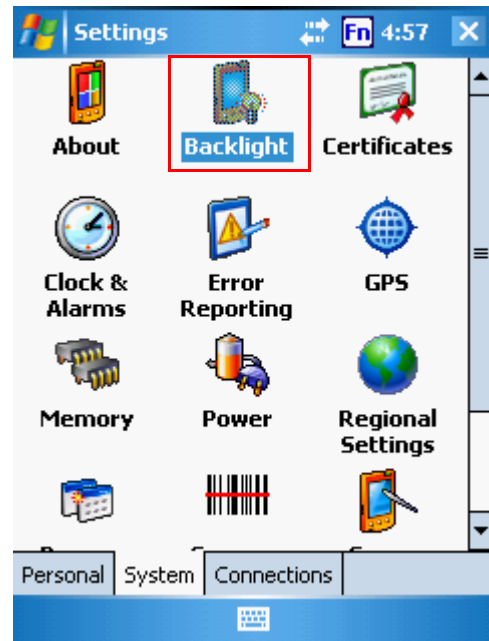 Settings Fn 4:57
About Backlight Certificates
Clock & Error GPS
Alarms Reporting
Memory Power Regional
Settings
Personal System Connections